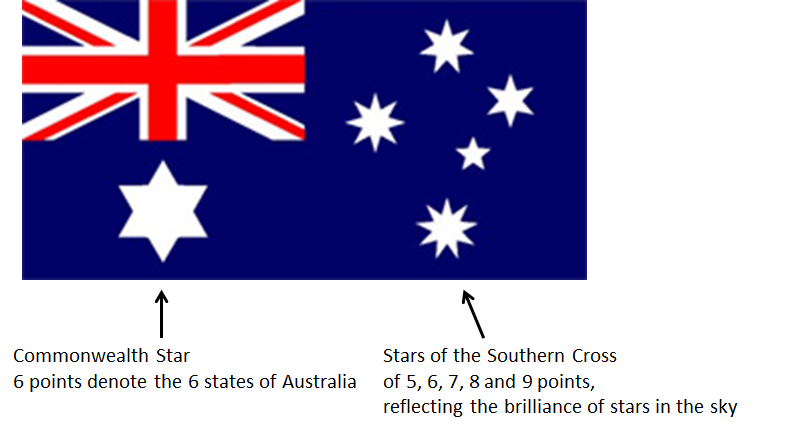 Commonwealth Star
6 points denote the 6 states of Australia
Stars of the Southern Cross
of 5, 6, 7, 8 and 9 points,
reflecting the brilliance of stars in the sky